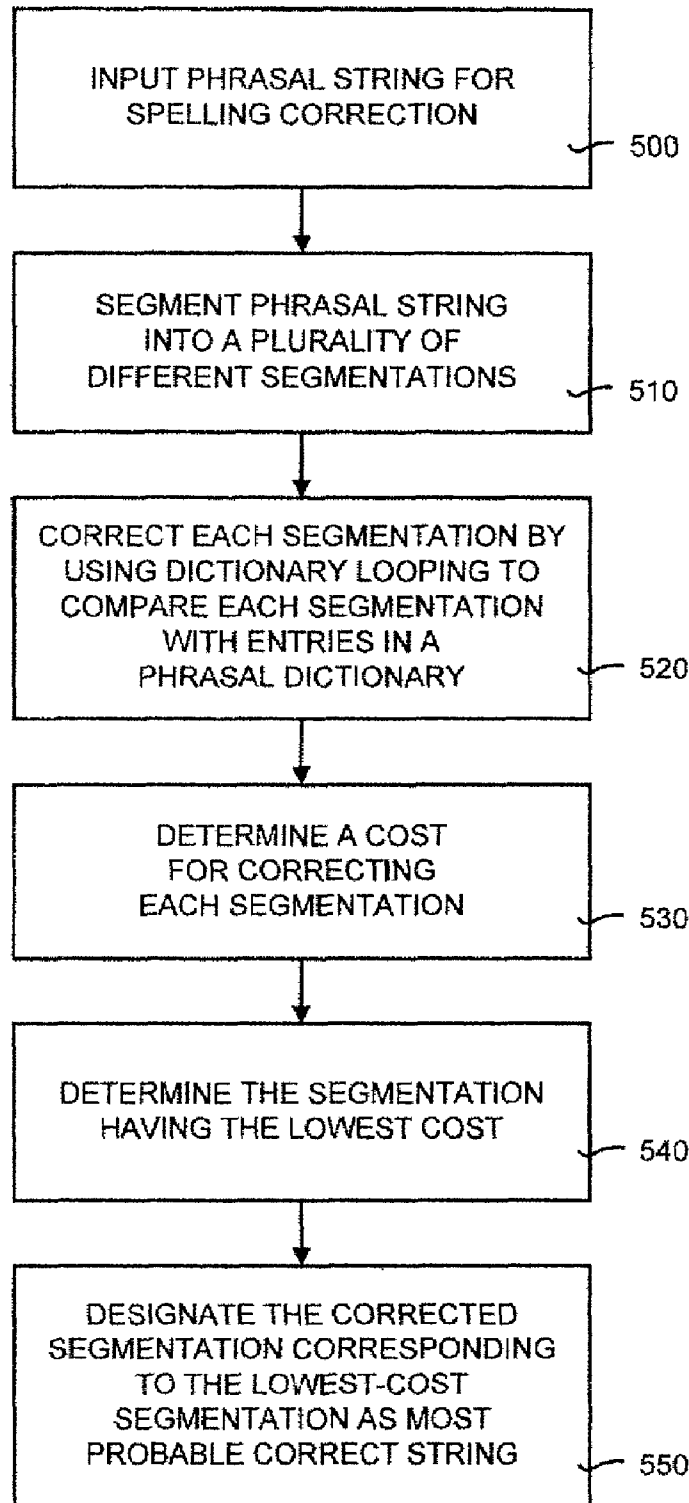 INPUT PHRASAL STRING FOR
SPELLING CORRECTION
500
SEGMENT PHRASAL STRING
INTO A PLURALITY OF
DIFFERENT SEGMENTATIONS
510
CORRECT EACH SEGMENTATION BY
USING DICTIONARY LOOPING TO
COMPARE EACH SEGMENTATION
WITH ENTRIES IN A
PHRASAL DICTIONARY
520
DETERMINE A COST
FOR CORRECTING
EACH SEGMENTATION
530
DETERMINE THE SEGMENTATION
HAVING THE LOWEST COST
540
DESIGNATE THE CORRECTED
SEGMENTATION CORRESPONDING
TO THE LOWEST-COST
SEGMENTATION AS MOST
PROBABLE CORRECT STRING
550